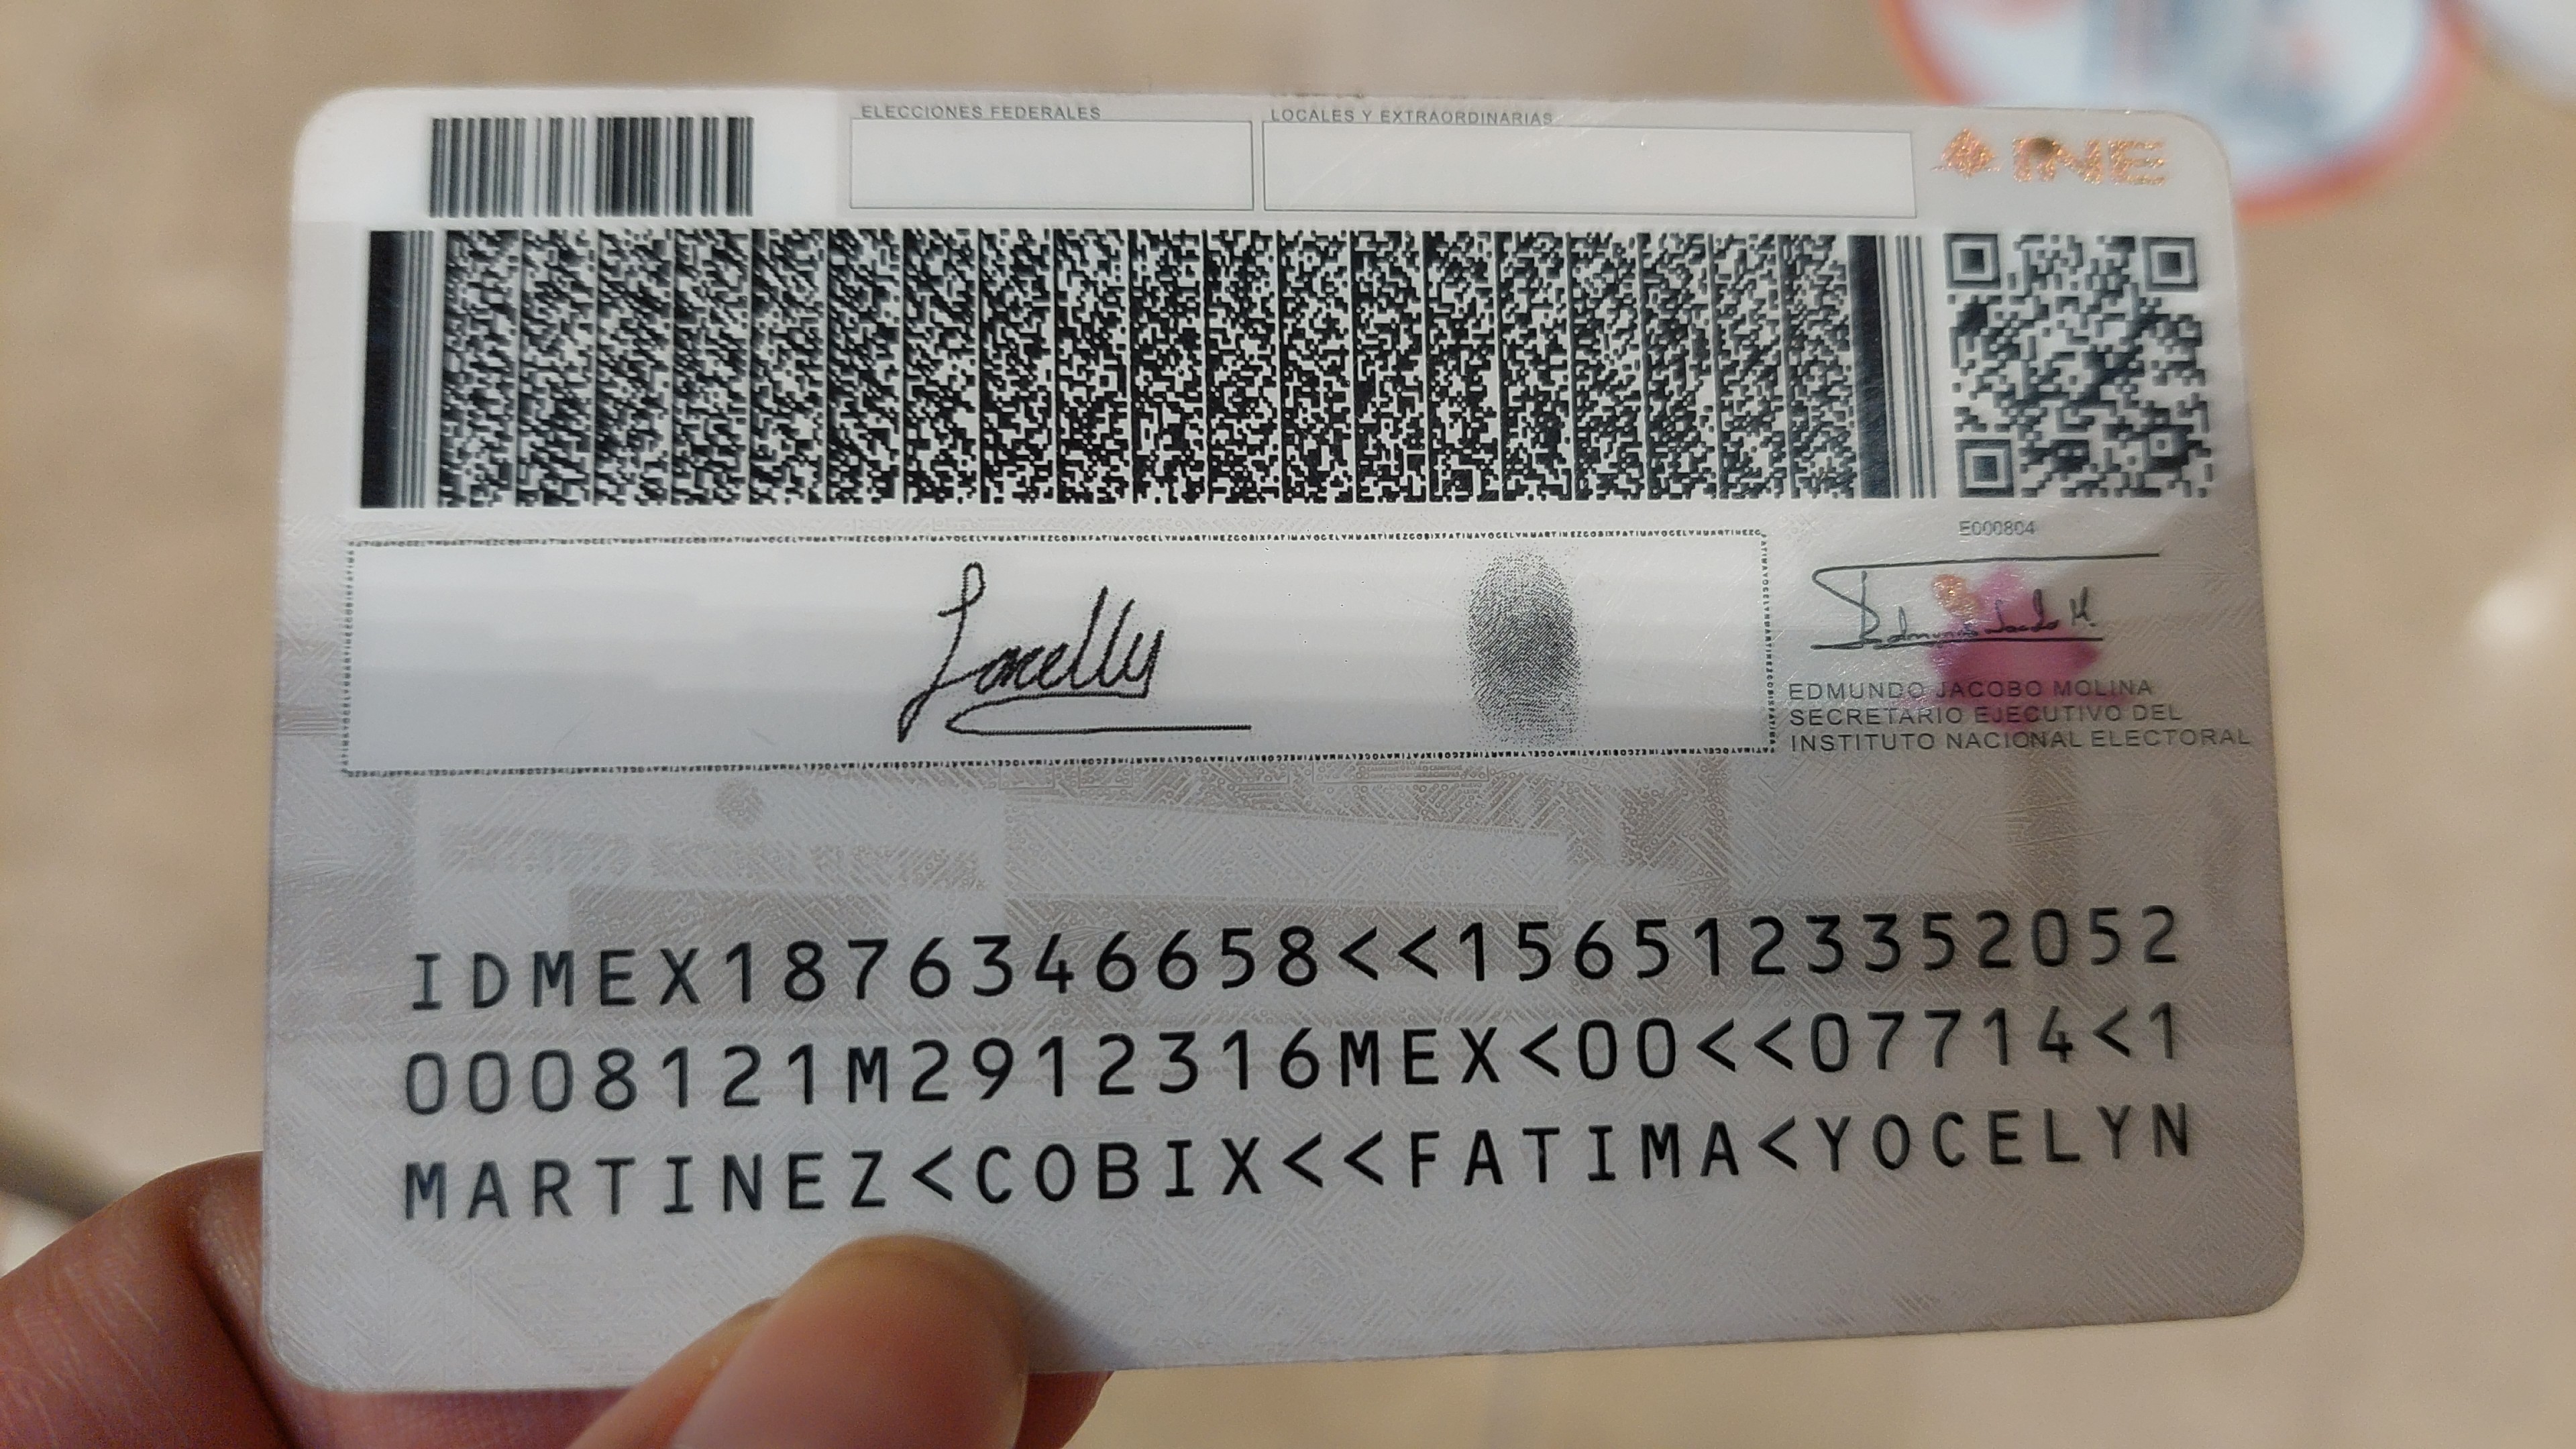 ELECCIONES FEDERALES
LOCALES Y EXTRAORDINARIAS
INE
E000804
EDMUNDO JACOBO MOLINA
SECRETARIO EJECUTIVO DEL
INSTITUTO NACIONAL ELECTORAL
IDMEX1876346658<<1565123352052
0008121M2912316MEX<00<<07714<1
MARTINEZ<COBIX<<FATIMA<YOCELYN